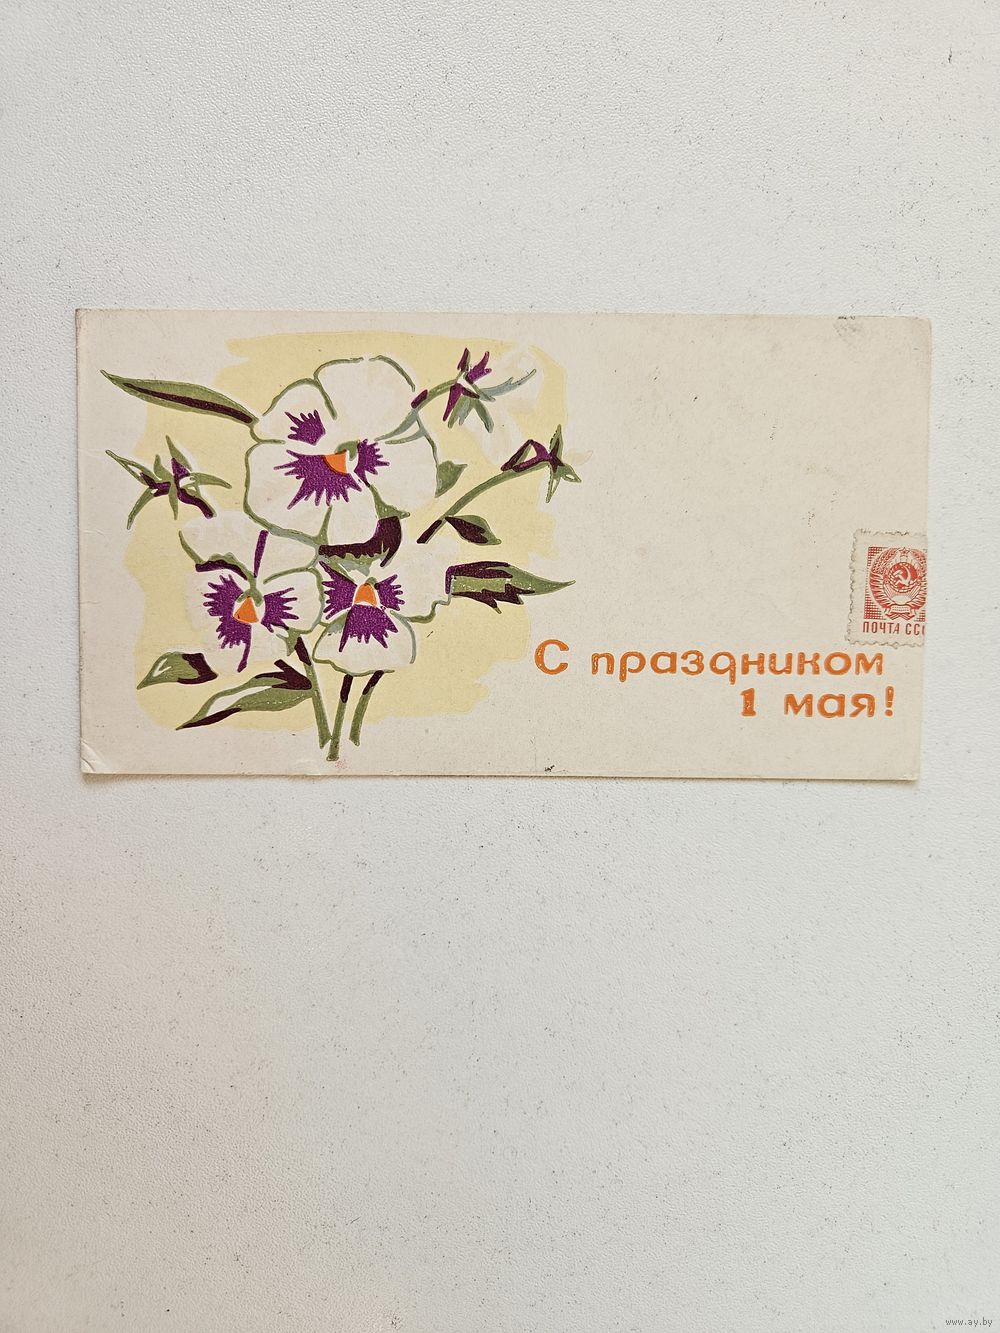 ПОЧТА СС
С праздником
1 мая!
www.ay.by